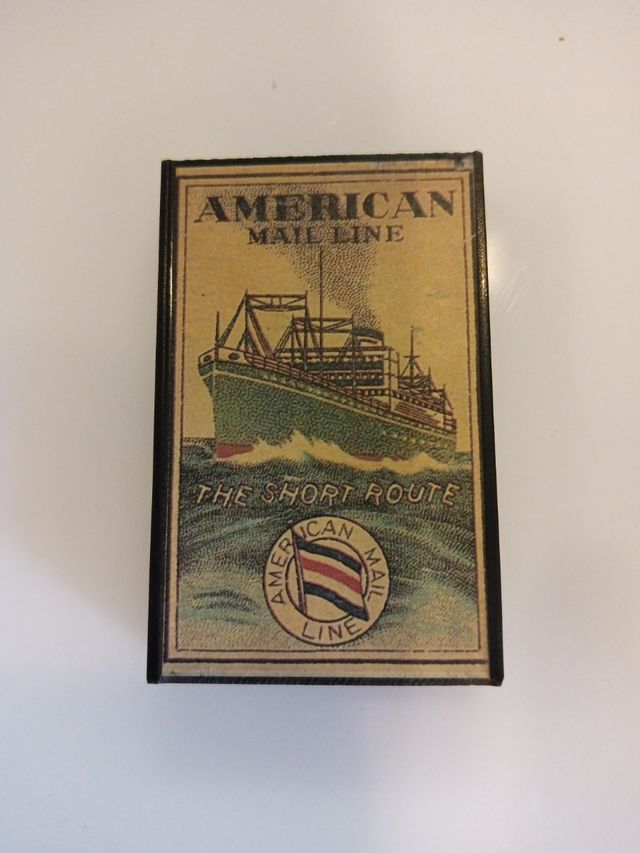 AMERICAN
MAIL LINE
THE SHORT ROUTE
AMERICAN MAIL
LINE